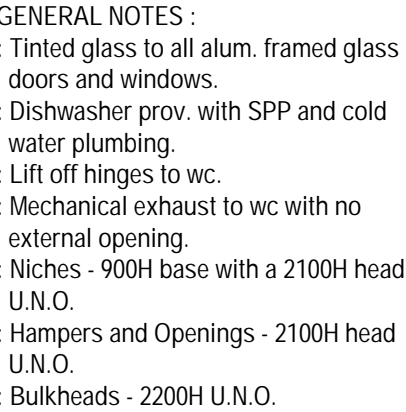 GENERAL NOTES :
: Tinted glass to all alum. framed glass
doors and windows.
: Dishwasher prov. with SPP and cold
water plumbing.
: Lift off hinges to wc.
: Mechanical exhaust to wc with no
external opening.
: Niches - 900H base with a 2100H head
U.N.O.
: Hampers and Openings - 2100H head
U.N.O.
: Bulkheads - 2200H U.N.O.